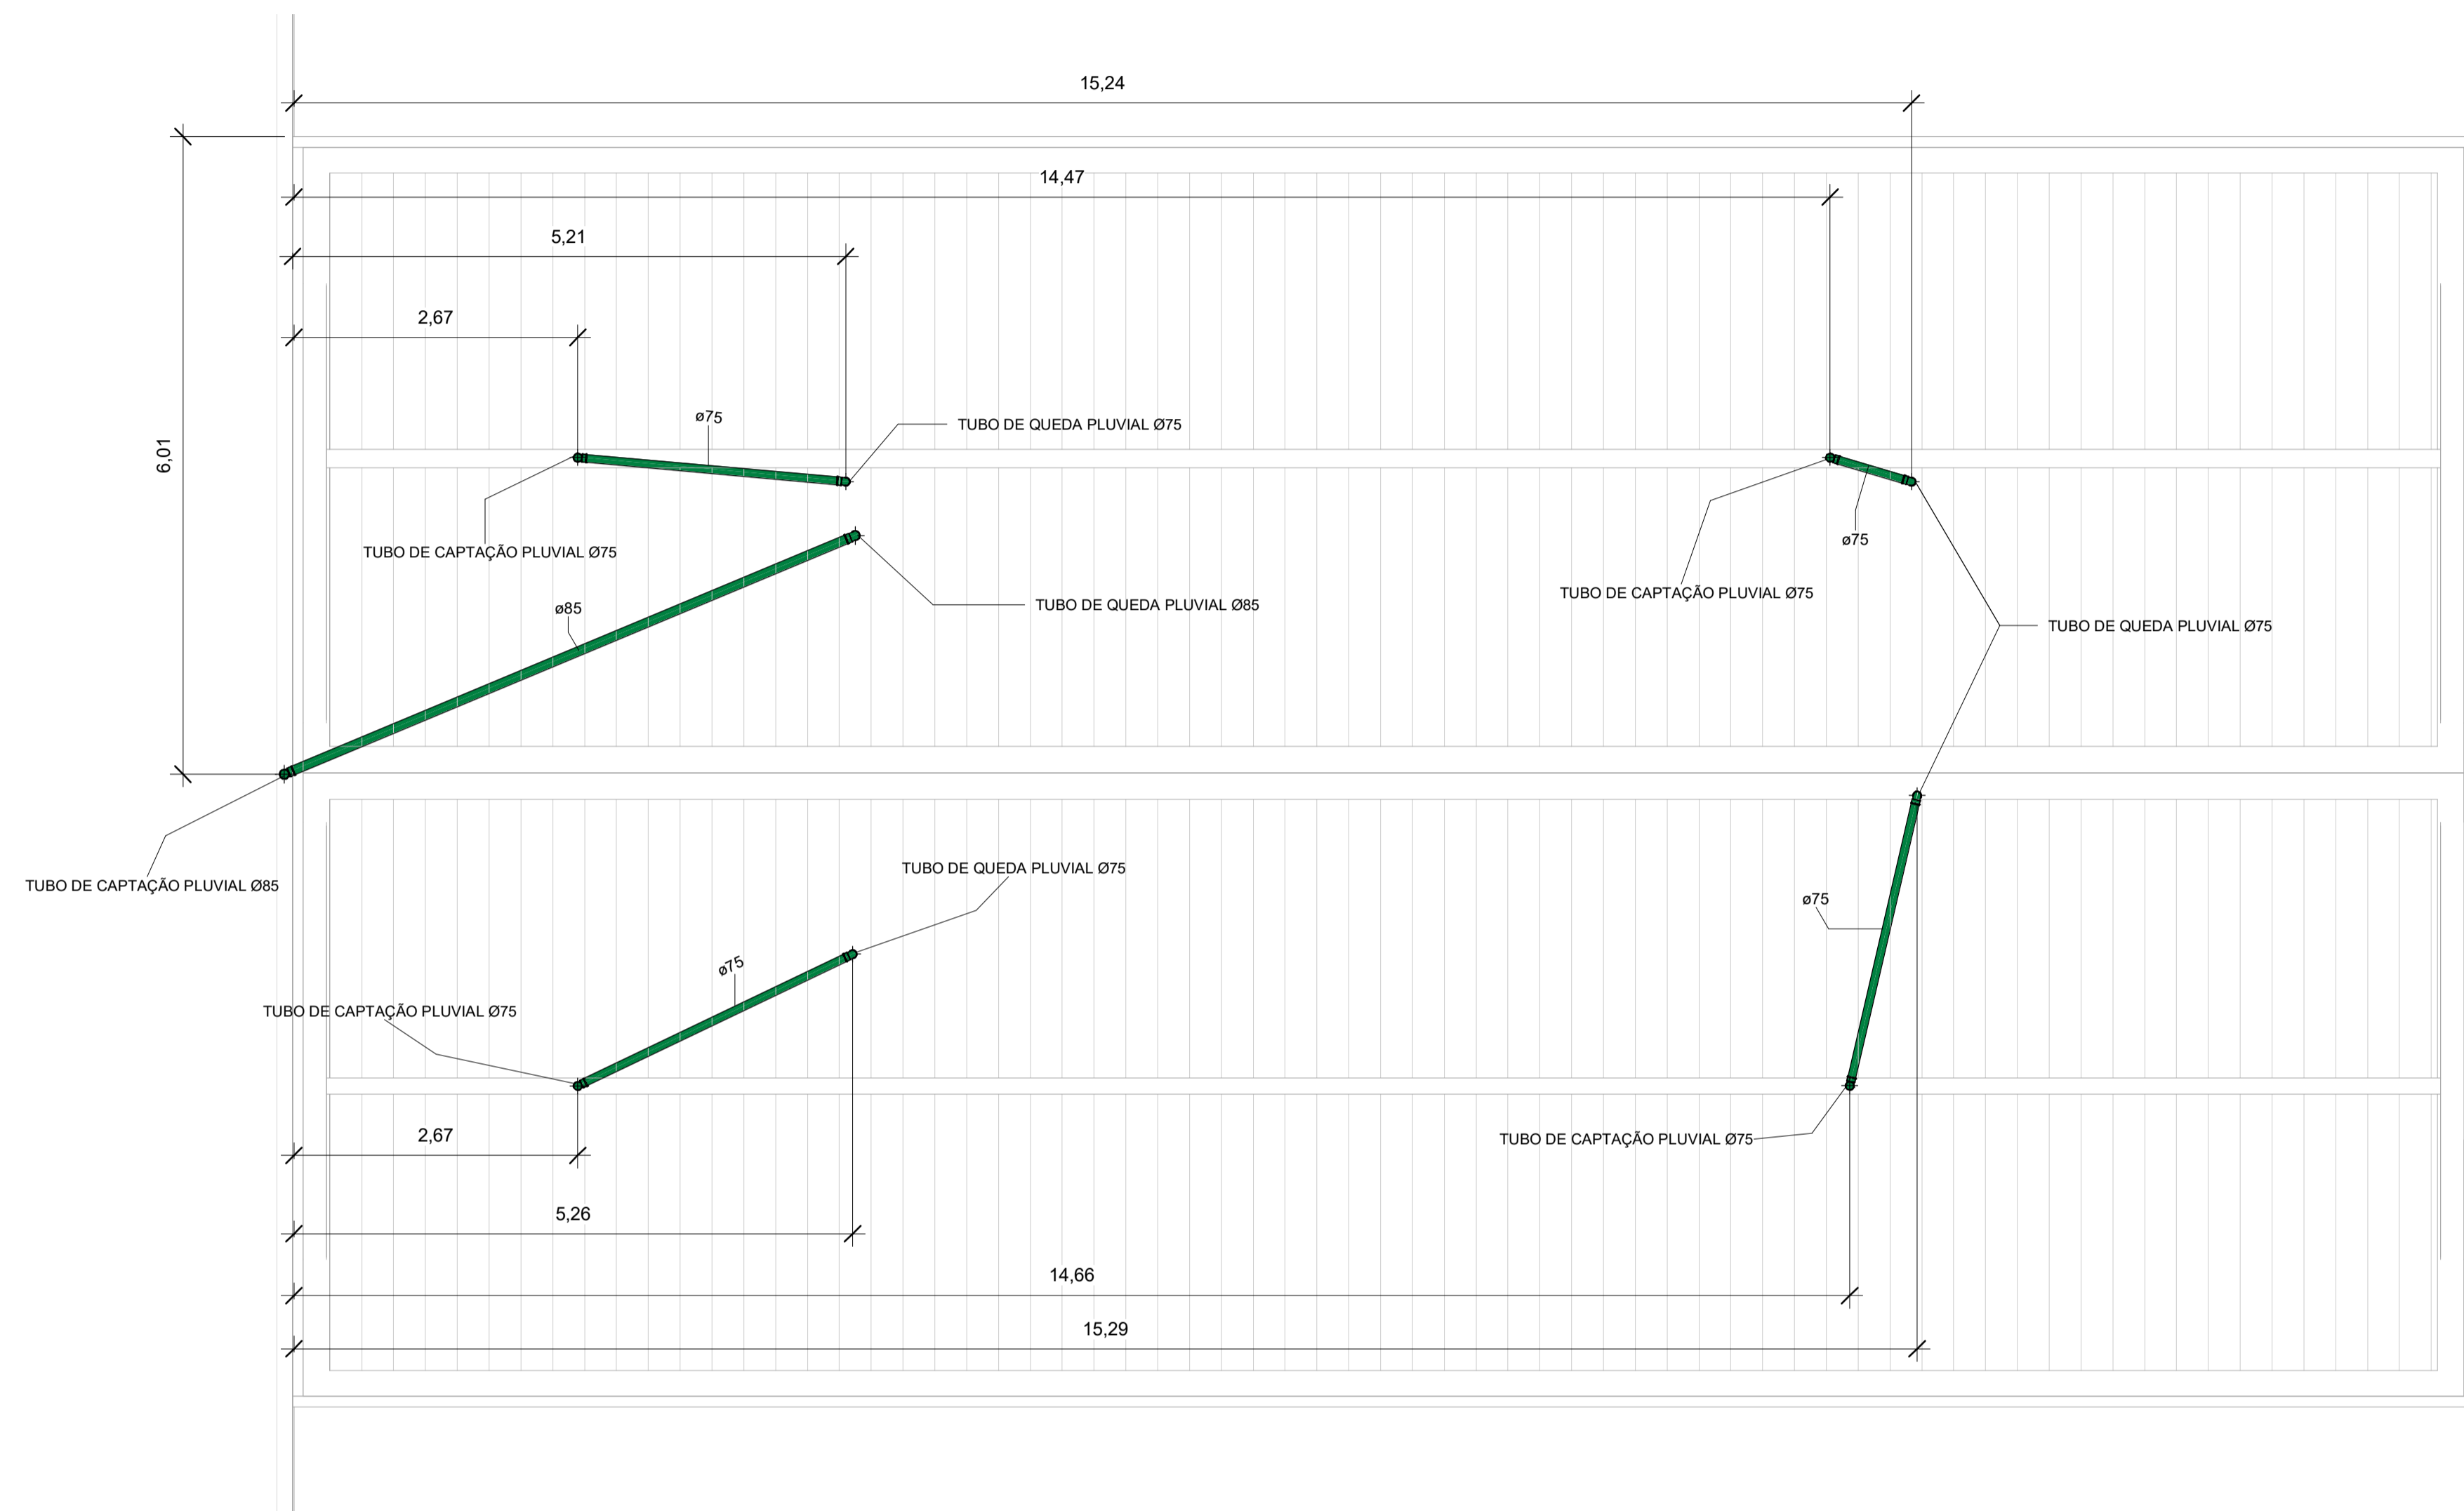 15,24
14,47
5,21
2,67
6,01
ø75
TUBO DE QUEDA PLUVIAL Ø75
TUBO DE CAPTAÇÃO PLUVIAL Ø75
ø75
TUBO DE CAPTAÇÃO PLUVIAL Ø75
ø85
TUBO DE QUEDA PLUVIAL Ø85
TUBO DE QUEDA PLUVIAL Ø75
TUBO DE CAPTAÇÃO PLUVIAL Ø85
TUBO DE QUEDA PLUVIAL Ø75
ø75
ø75
TUBO DE CAPTAÇÃO PLUVIAL Ø75
TUBO DE CAPTAÇÃO PLUVIAL Ø75
2,67
5,26
14,66
15,29